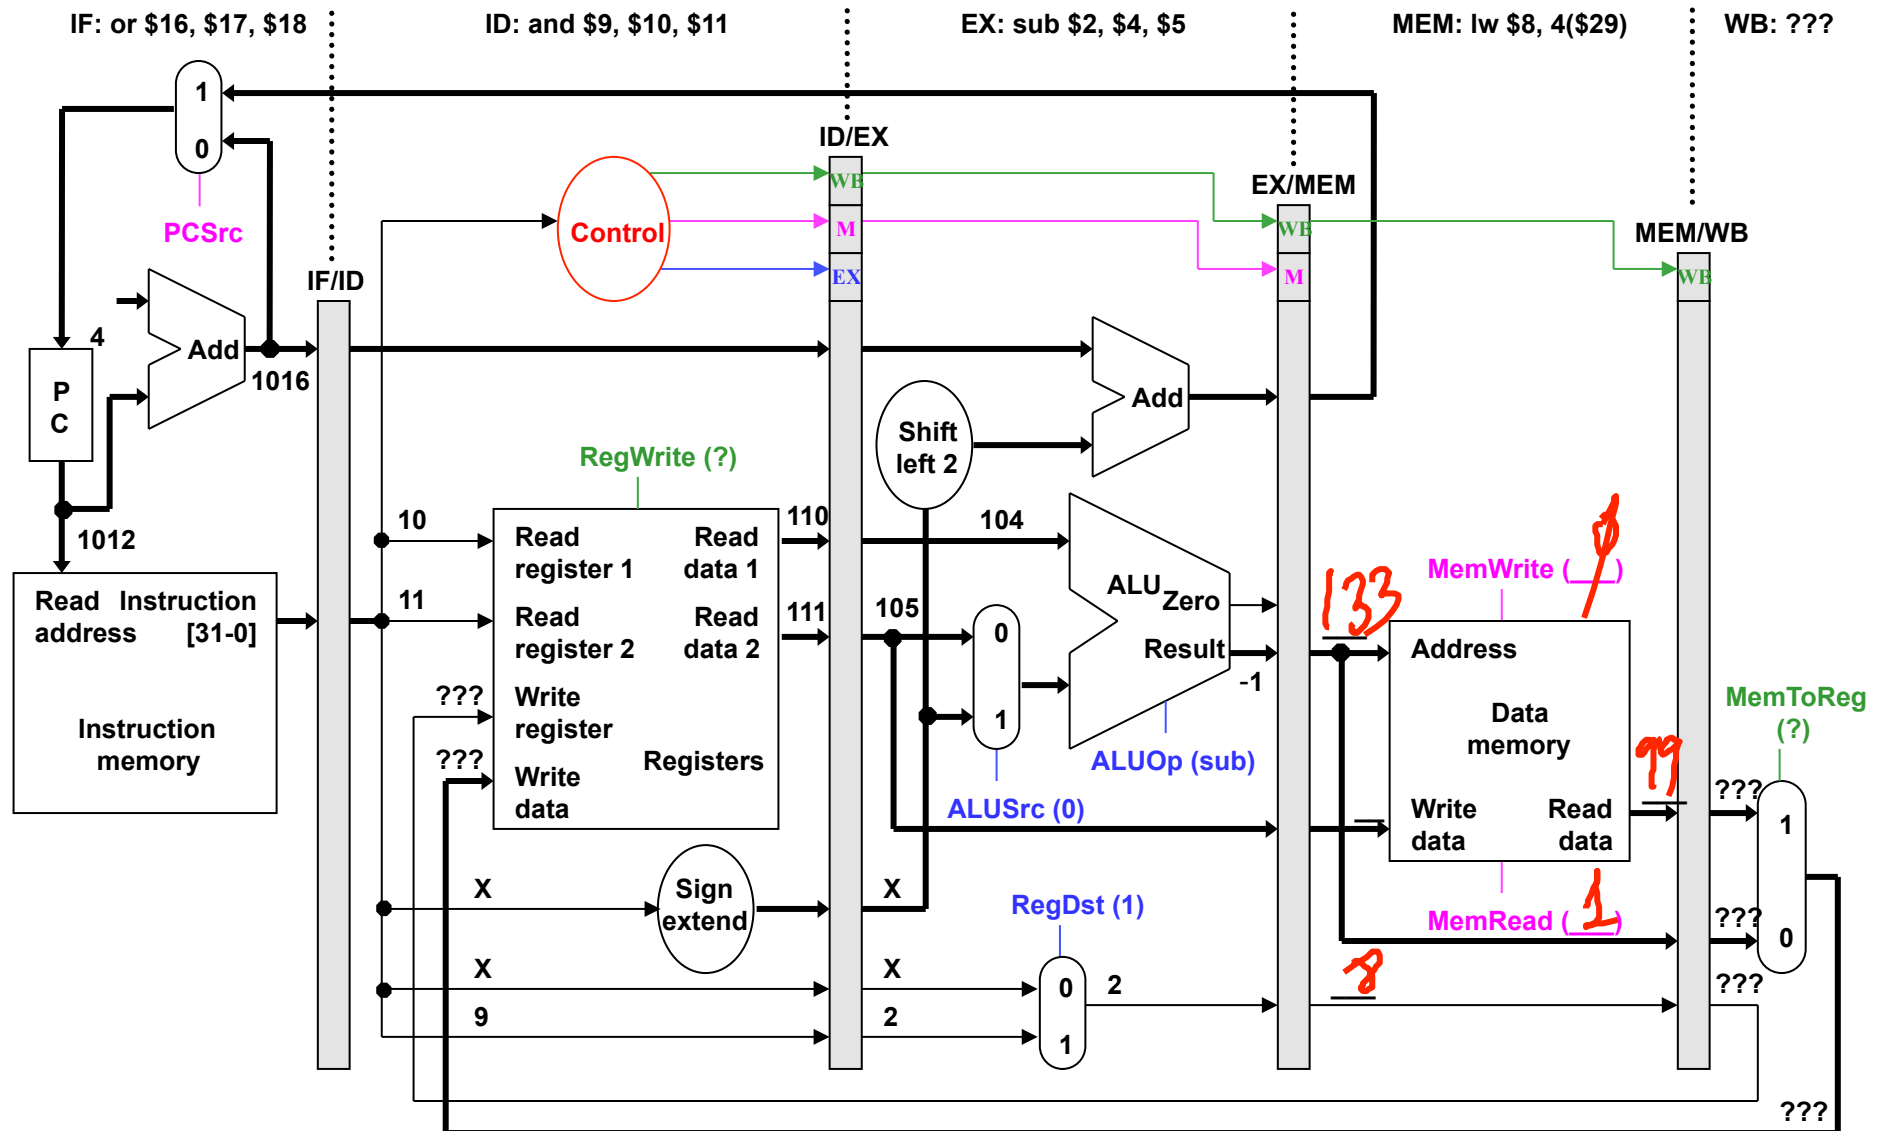 IF: or $16, $17, $18
ID: and $9, $10, $11
EX: sub $2, $4, $5
MEM: lw $8, 4($29)
WB: ???
1
0
PCSrc
4
Add
1016
P
C
1012
Read address
Instruction [31-0]
Instruction memory
IF/ID
Control
ID/EX
WB
M
EX
EX/MEM
WB
M
MEM/WB
WB
RegWrite (?)
10
11
???
???
Read register 1
Read data 1
Read register 2
Read data 2
Write register
Write data
Registers
110
111
X
Sign extend
X
9
Shift left 2
Add
104
105
0
1
ALUSrc (0)
ALU
Zero
Result
-1
ALUOp (sub)
X
X
2
RegDst (1)
0
1
2
133
MemWrite (0)
Address
Data memory
Write data
Read data
99
MemRead (1)
8
MemToReg
(?)
???
1
???
0
???
???